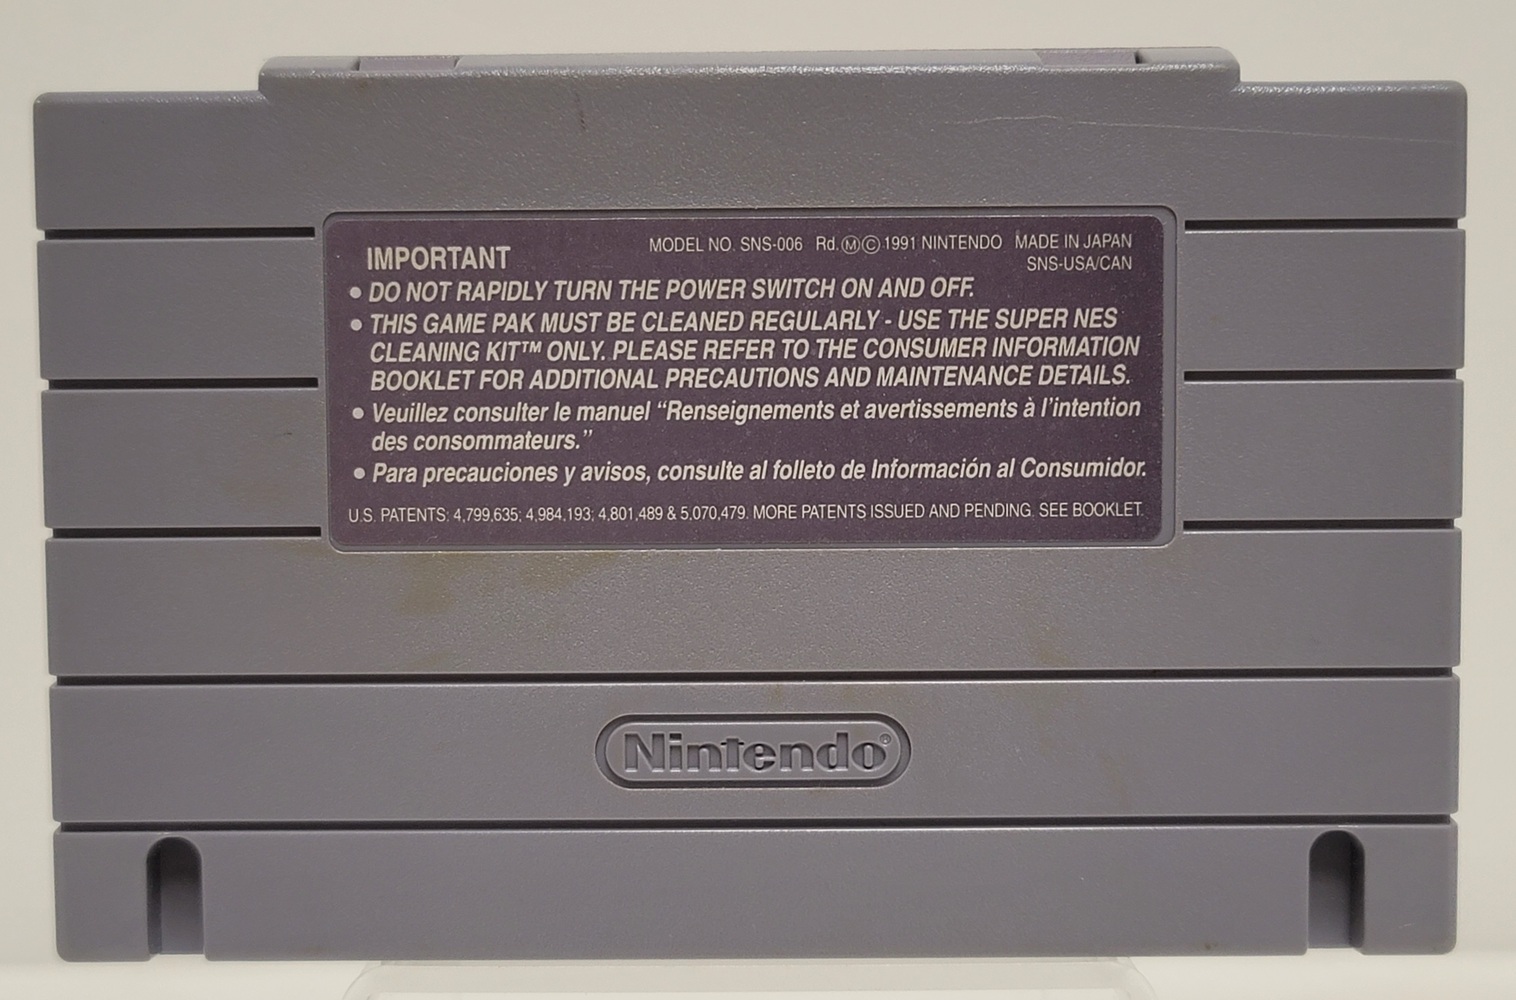 IMPORTANT
MODEL NO. SNS-006 Rd.ⓂⒸ1991 NINTENDO MADE IN JAPAN
SNS-USA/CAN
• DO NOT RAPIDLY TURN THE POWER SWITCH ON AND OFF.
• THIS GAME PAK MUST BE CLEANED REGULARLY - USE THE SUPER NES
CLEANING KIT™ ONLY. PLEASE REFER TO THE CONSUMER INFORMATION
BOOKLET FOR ADDITIONAL PRECAUTIONS AND MAINTENANCE DETAILS.
• Veuillez consulter le manuel “Renseignements et avertissements à l’intention
des consommateurs.”
• Para precauciones y avisos, consulte al folleto de Información al Consumidor.
U.S. PATENTS: 4,799,635; 4,984,193; 4,801,489 & 5,070,479. MORE PATENTS ISSUED AND PENDING. SEE BOOKLET.
Nintendo®